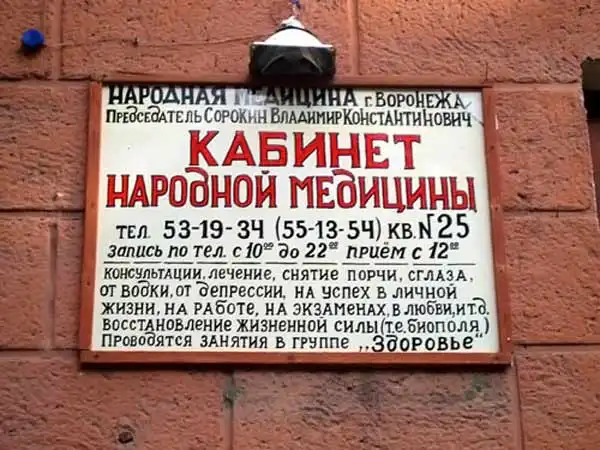 НАРОДНАЯ МЕДИЦИНА г. ВОРОНЕЖА
ПРЕДСЕДАТЕЛЬ СОРОКИН ВЛАДИМИР КОНСТАНТИНОВИЧ
КАБИНЕТ
НАРОДНОЙ МЕДИЦИНЫ
ТЕЛ. 53-19-34 (55-13-54) КВ. № 25
запись по тел. с 10⁰⁰ до 22⁰⁰ приём с 12⁰⁰
КОНСУЛЬТАЦИИ, ЛЕЧЕНИЕ, СНЯТИЕ ПОРЧИ, СГЛАЗА,
ОТ ВОДКИ, ОТ ДЕПРЕССИИ, НА УСПЕХ В ЛИЧНОЙ
ЖИЗНИ, НА РАБОТЕ, НА ЭКЗАМЕНАХ, В ЛЮБВИ, И Т.Д.
ВОССТАНОВЛЕНИЕ ЖИЗНЕННОЙ СИЛЫ (Т.Е. БИОПОЛЯ)
ПРОВОДЯТСЯ ЗАНЯТИЯ В ГРУППЕ „ЗДОРОВЬЕ"